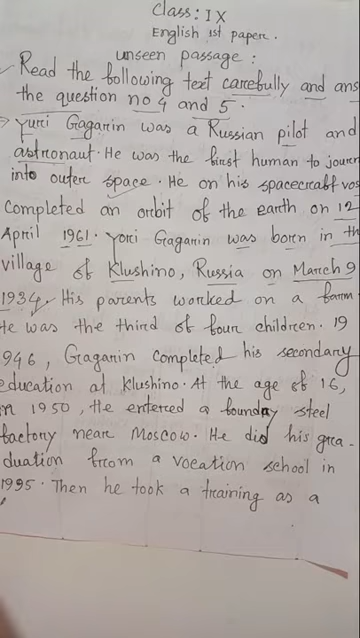 Class: IX
English 1st paper.
unseen passage:
Read the following text carefully and ans
the question no 4 and 5.
Yurri Gagarin was a Russian pilot and
astronaut. He was the first human to journ
into outer space. He on his spacecraft vos
Completed an orbit of the earth on 12
April 1961. Yori Gagarin was born in th
village of Klushino, Russia on March 9
1934. His parents worked on a farm
He was the third of four children. 19
946, Gagarin completed his secondary
education at Klushino. At the age of 16,
in 1950, He entered a founday steel
factory near Moscow. He did his gra-
duation from a vocation school in
1995. Then he took a training as a